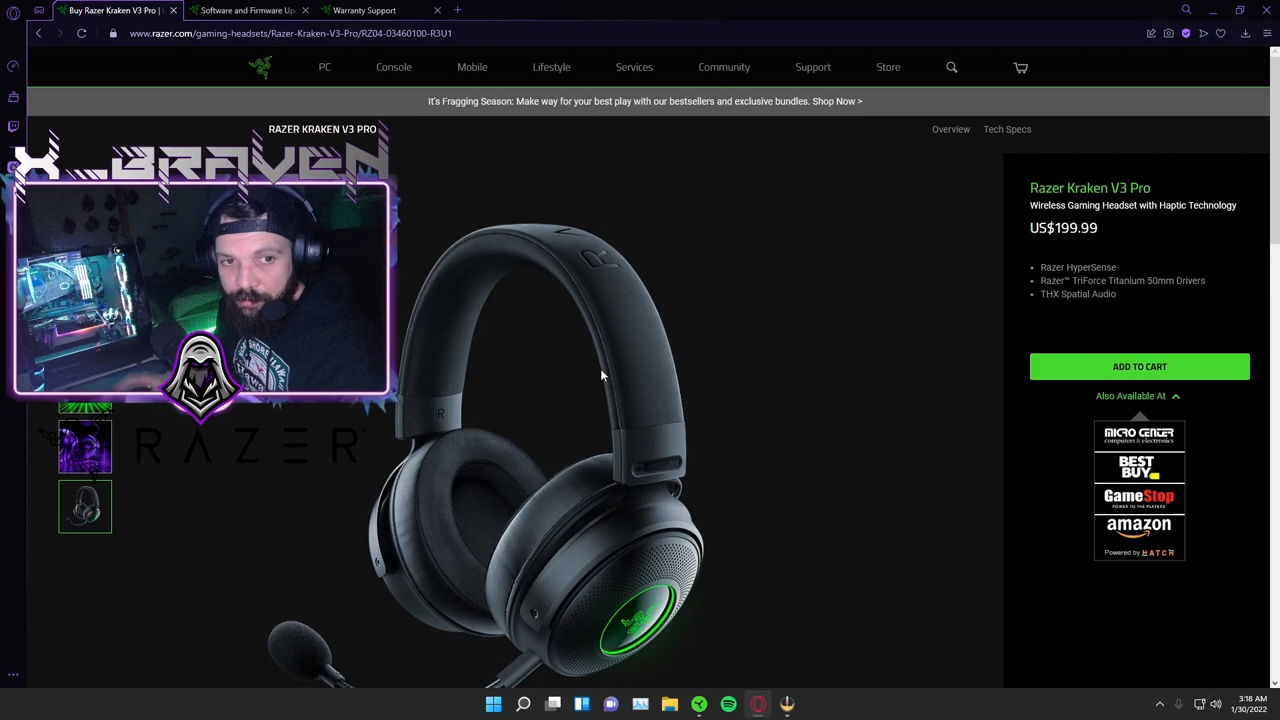 Buy Razer Kraken V3 Pro |
Software and Firmware Up
Warranty Support
www.razer.com/gaming-headsets/Razer-Kraken-V3-Pro/RZ04-03460100-R3U1
PC Console Mobile Lifestyle Services Community Support Store
It's Fragging Season: Make way for your best play with our bestsellers and exclusive bundles. Shop Now >
RAZER KRAKEN V3 PRO
Overview Tech Specs
X_BRAVEN
Razer Kraken V3 Pro
Wireless Gaming Headset with Haptic Technology
US$199.99
Razer HyperSense
Razer™ TriForce Titanium 50mm Drivers
THX Spatial Audio
ADD TO CART
Also Available At
MICRO CENTER
computers & electronics
BEST
BUY
GameStop
POWER TO THE PLAYERS
amazon
Powered by HATCH
R
RAZER™
3:18 AM
1/30/2022